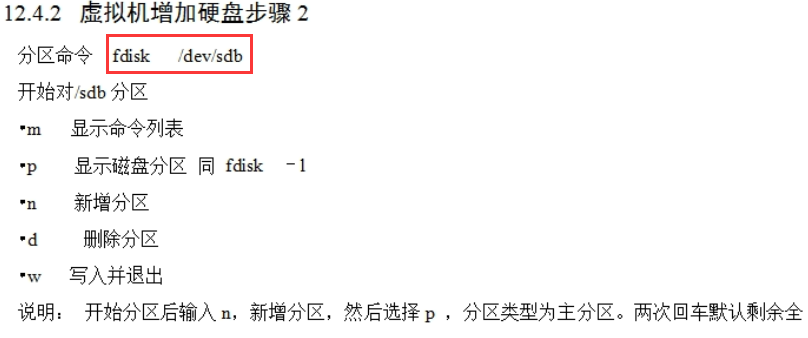 12.4.2 虚拟机增加硬盘步骤 2
分区命令 fdisk /dev/sdb
开始对/sdb 分区
▪m 显示命令列表
▪p 显示磁盘分区 同 fdisk –l
▪n 新增分区
▪d 删除分区
▪w 写入并退出
说明： 开始分区后输入 n，新增分区，然后选择 p ，分区类型为主分区。两次回车默认剩余全